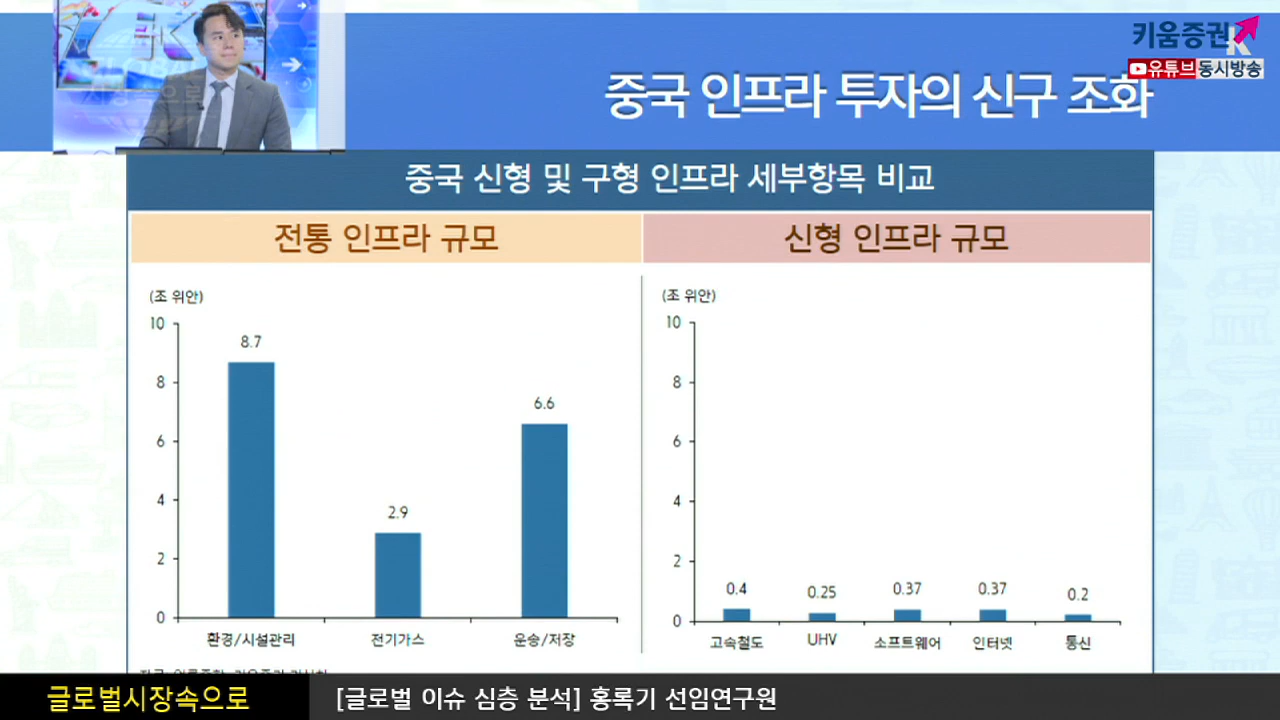 키움증권
유튜브 동시방송
중국 인프라 투자의 신구 조화
중국 신형 및 구형 인프라 세부항목 비교
전통 인프라 규모
(조 위안)
10
8
6
4
2
0
8.7
2.9
6.6
환경/시설관리
전기가스
운송/저장
신형 인프라 규모
(조 위안)
10
8
6
4
2
0
0.4
0.25
0.37
0.37
0.2
고속철도
UHV
소프트웨어
인터넷
통신
글로벌시장속으로
[글로벌 이슈 심층 분석] 홍록기 선임연구원